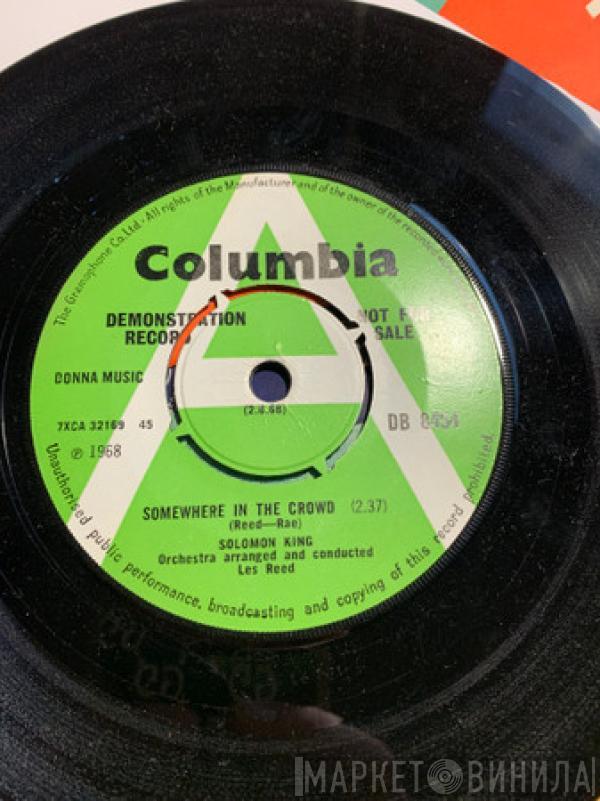 The Gramophone Co. Ltd. · All rights of the Manufacturer and of the owner of the recorded work
Columbia
DEMONSTRATION NOT FOR
RECORD SALE
DONNA MUSIC
(2.6.68)
7XCA 32169 45 DB
℗ 1968
SOMEWHERE IN THE CROWD (2.37)
(Reed—Rae)
SOLOMON KING
Orchestra arranged and conducted
Les Reed
Unauthorised public performance, broadcasting and copying of this record prohibited.
МАРКЕТ ВИНИЛА